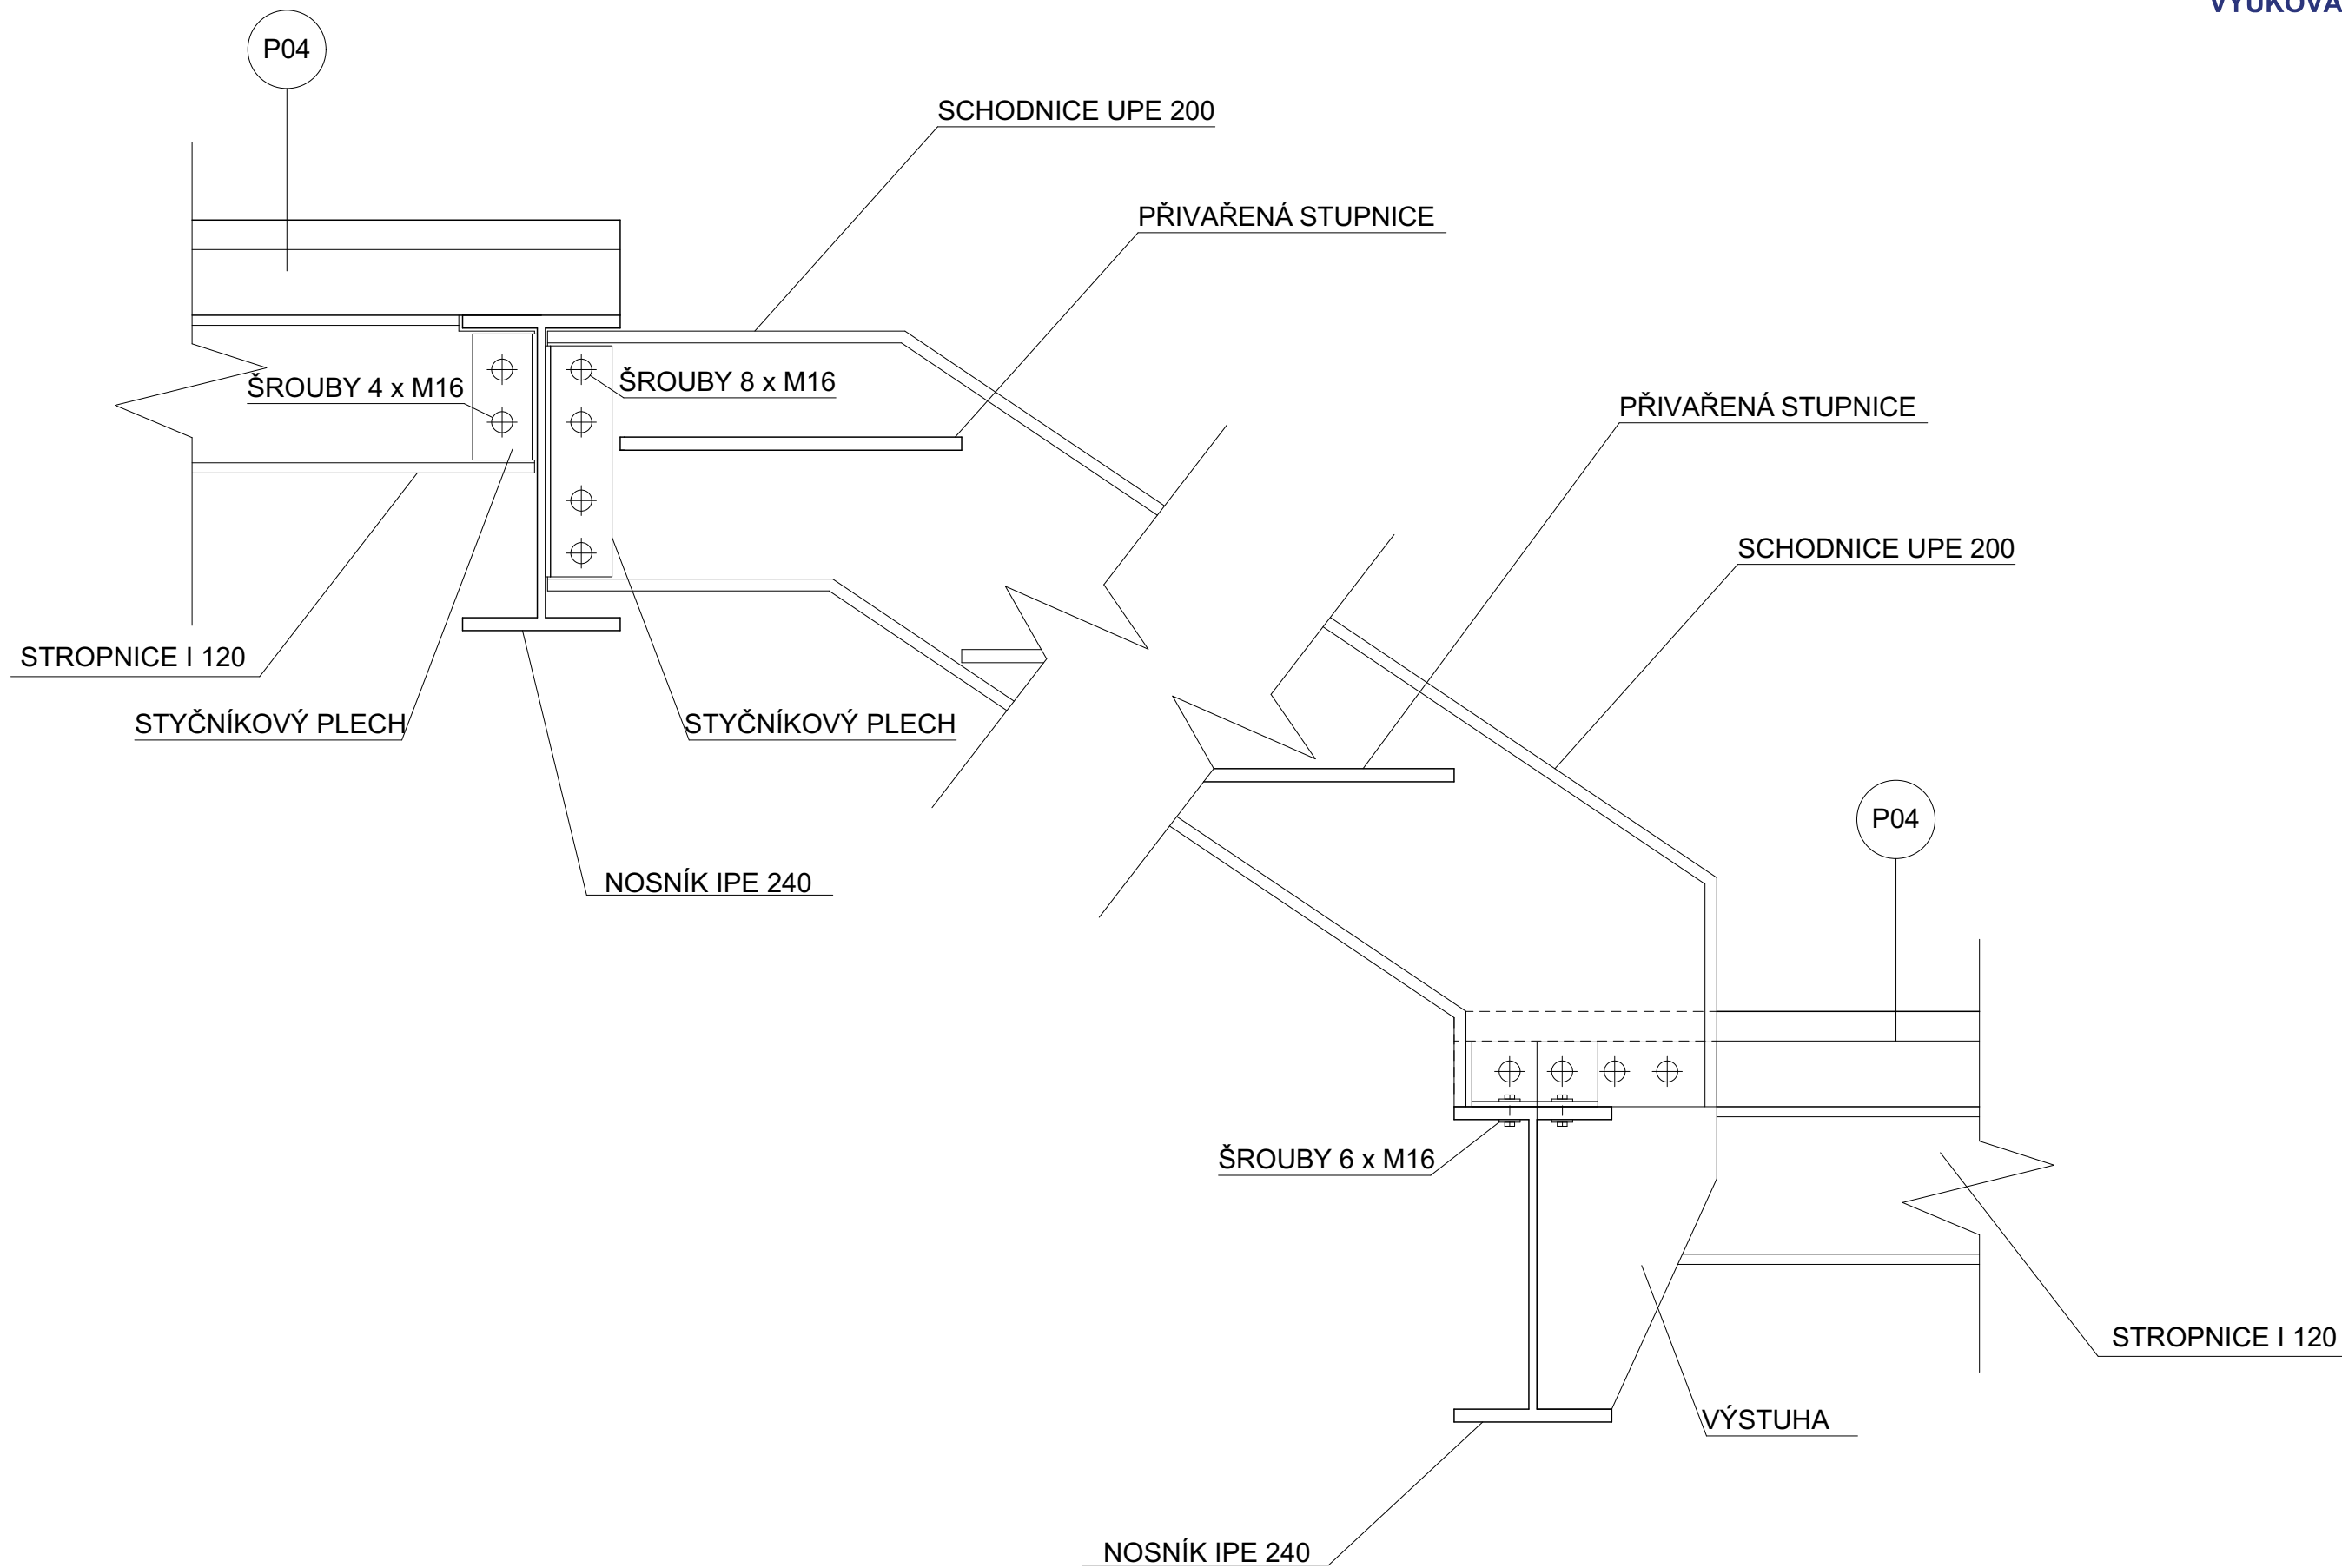 VÝUKOVÁ
P04
SCHODNICE UPE 200
PŘIVAŘENÁ STUPNICE
ŠROUBY 4 x M16
ŠROUBY 8 x M16
PŘIVAŘENÁ STUPNICE
SCHODNICE UPE 200
STROPNICE I 120
STYČNÍKOVÝ PLECH
STYČNÍKOVÝ PLECH
P04
NOSNÍK IPE 240
ŠROUBY 6 x M16
STROPNICE I 120
VÝSTUHA
NOSNÍK IPE 240